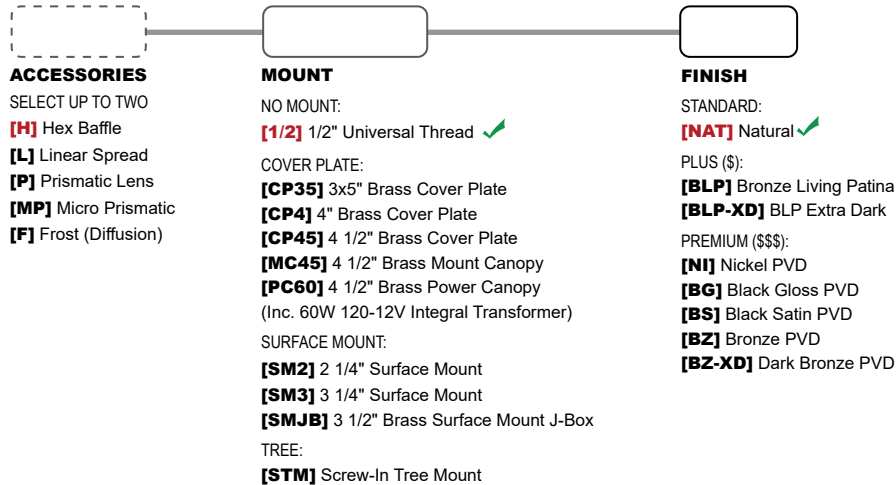 ACCESSORIES
SELECT UP TO TWO
[H] Hex Baffle
[L] Linear Spread
[P] Prismatic Lens
[MP] Micro Prismatic
[F] Frost (Diffusion)
MOUNT
NO MOUNT:
[1/2] 1/2" Universal Thread
COVER PLATE:
[CP35] 3x5" Brass Cover Plate
[CP4] 4" Brass Cover Plate
[CP45] 4 1/2" Brass Cover Plate
[MC45] 4 1/2" Brass Mount Canopy
[PC60] 4 1/2" Brass Power Canopy
(Inc. 60W 120-12V Integral Transformer)
SURFACE MOUNT:
[SM2] 2 1/4" Surface Mount
[SM3] 3 1/4" Surface Mount
[SMJB] 3 1/2" Brass Surface Mount J-Box
TREE:
[STM] Screw-In Tree Mount
FINISH
STANDARD:
[NAT] Natural
PLUS ($):
[BLP] Bronze Living Patina
[BLP-XD] BLP Extra Dark
PREMIUM ($$$):
[NI] Nickel PVD
[BG] Black Gloss PVD
[BS] Black Satin PVD
[BZ] Bronze PVD
[BZ-XD] Dark Bronze PVD